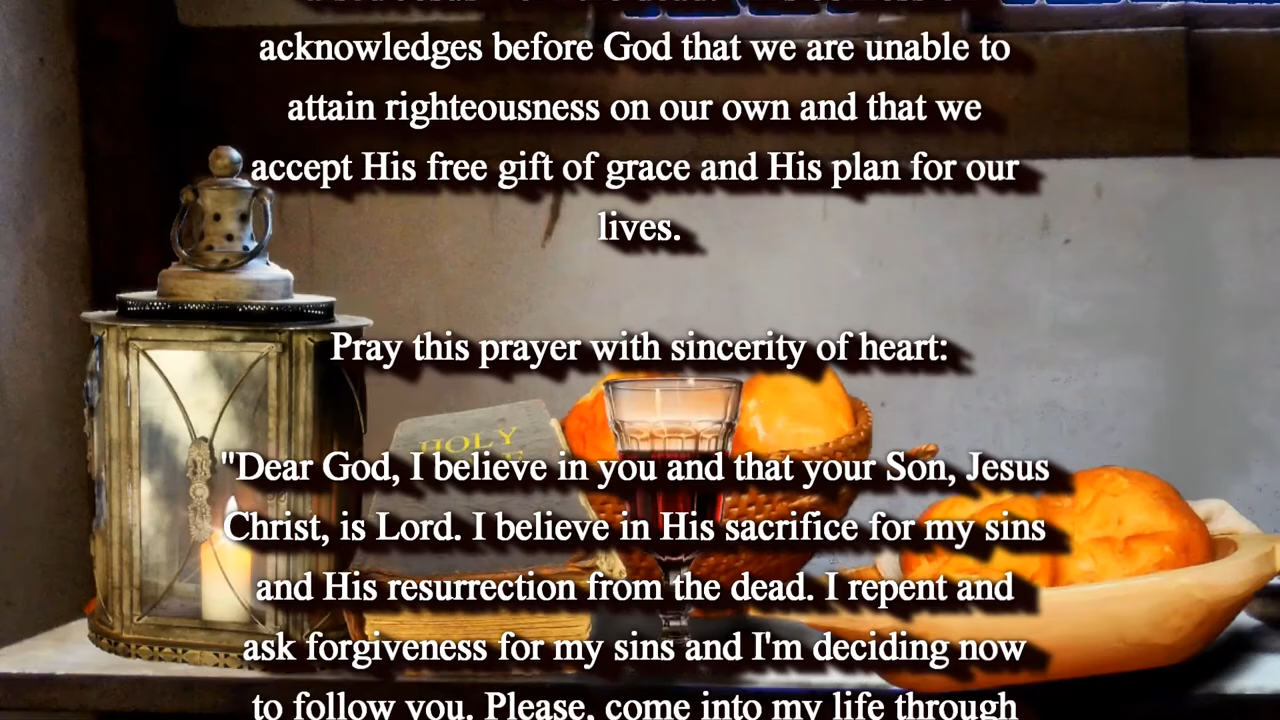 acknowledges before God that we are unable to
attain righteousness on our own and that we
accept His free gift of grace and His plan for our
lives.
Pray this prayer with sincerity of heart:
HOLY
"Dear God, I believe in you and that your Son, Jesus
Christ, is Lord. I believe in His sacrifice for my sins
and His resurrection from the dead. I repent and
ask forgiveness for my sins and I'm deciding now
to follow you. Please, come into my life through